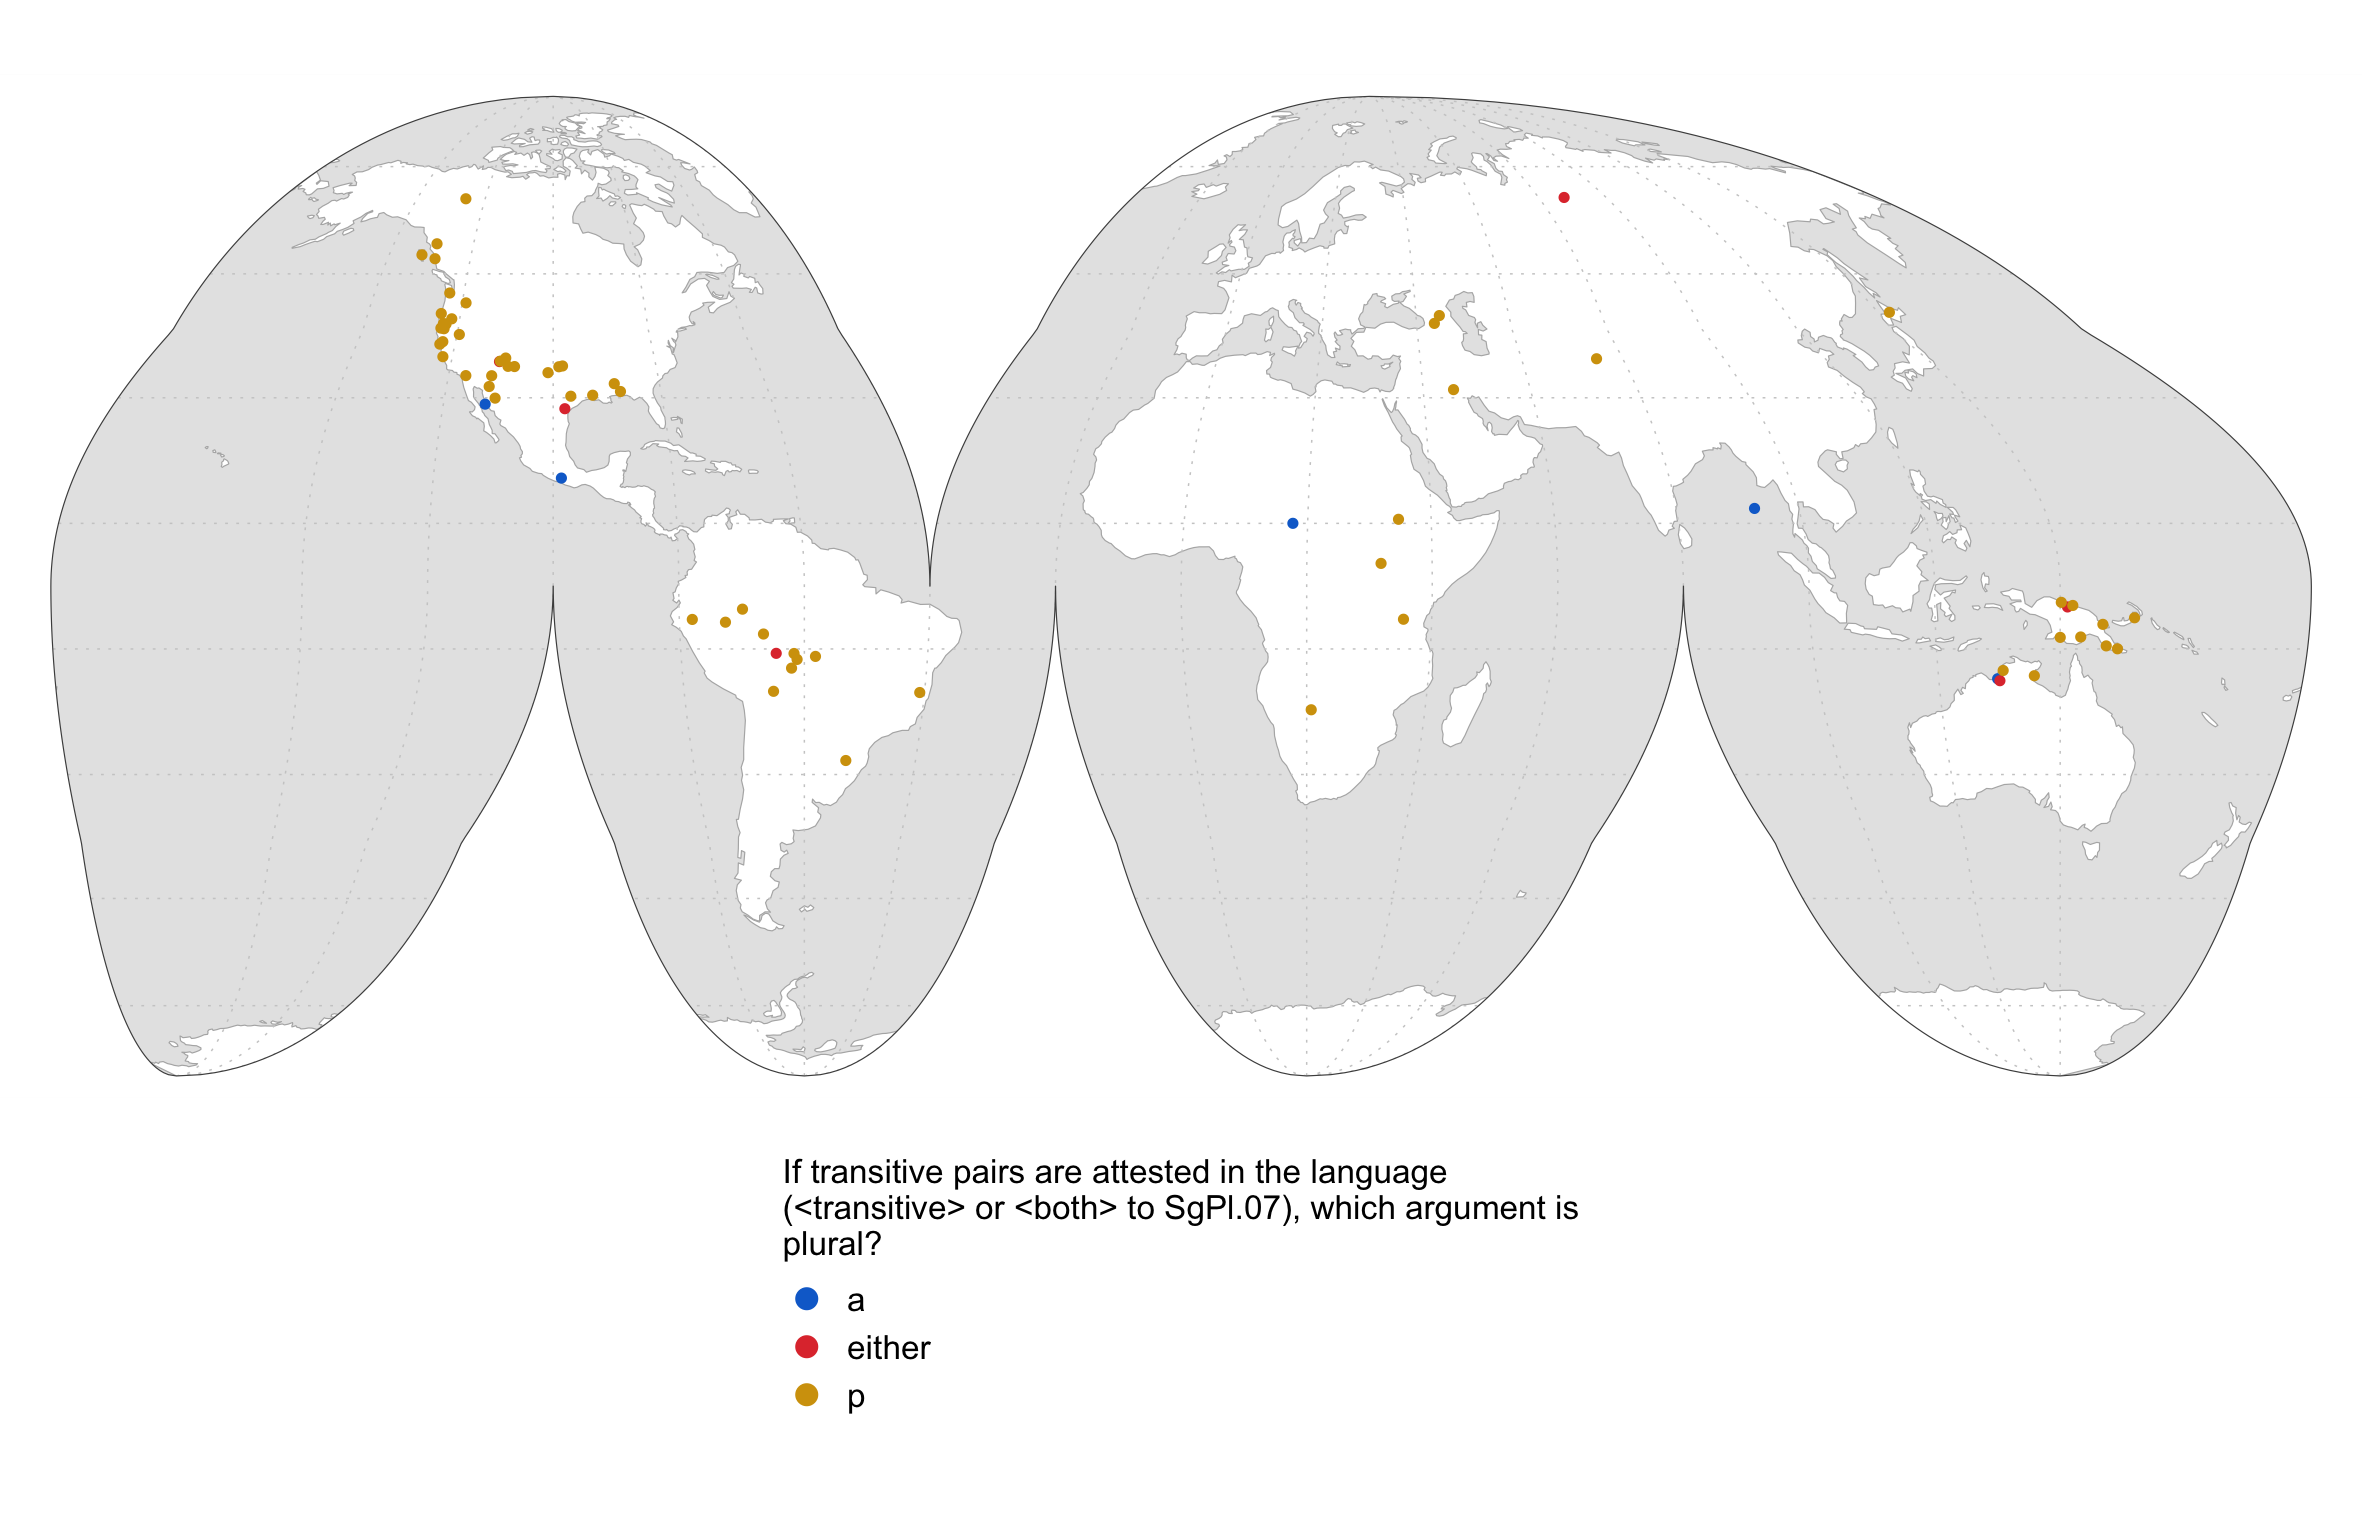 If transitive pairs are attested in the language
(<transitive> or <both> to SgPl.07), which argument is
plural?
a
either
p